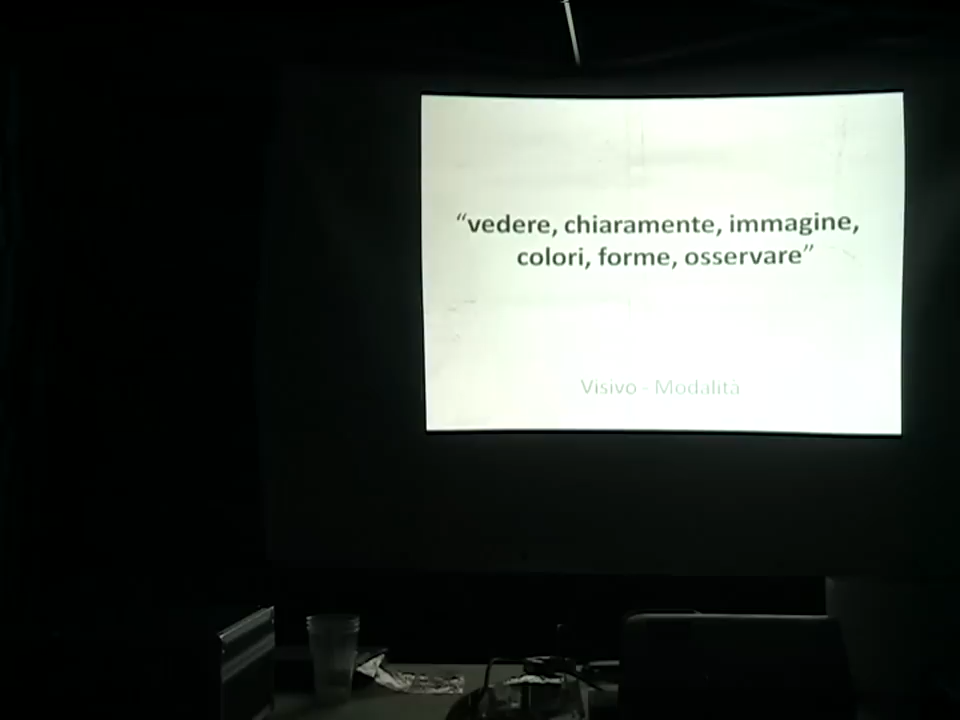 “vedere, chiaramente, immagine,
colori, forme, osservare”
Visivo - Modalità